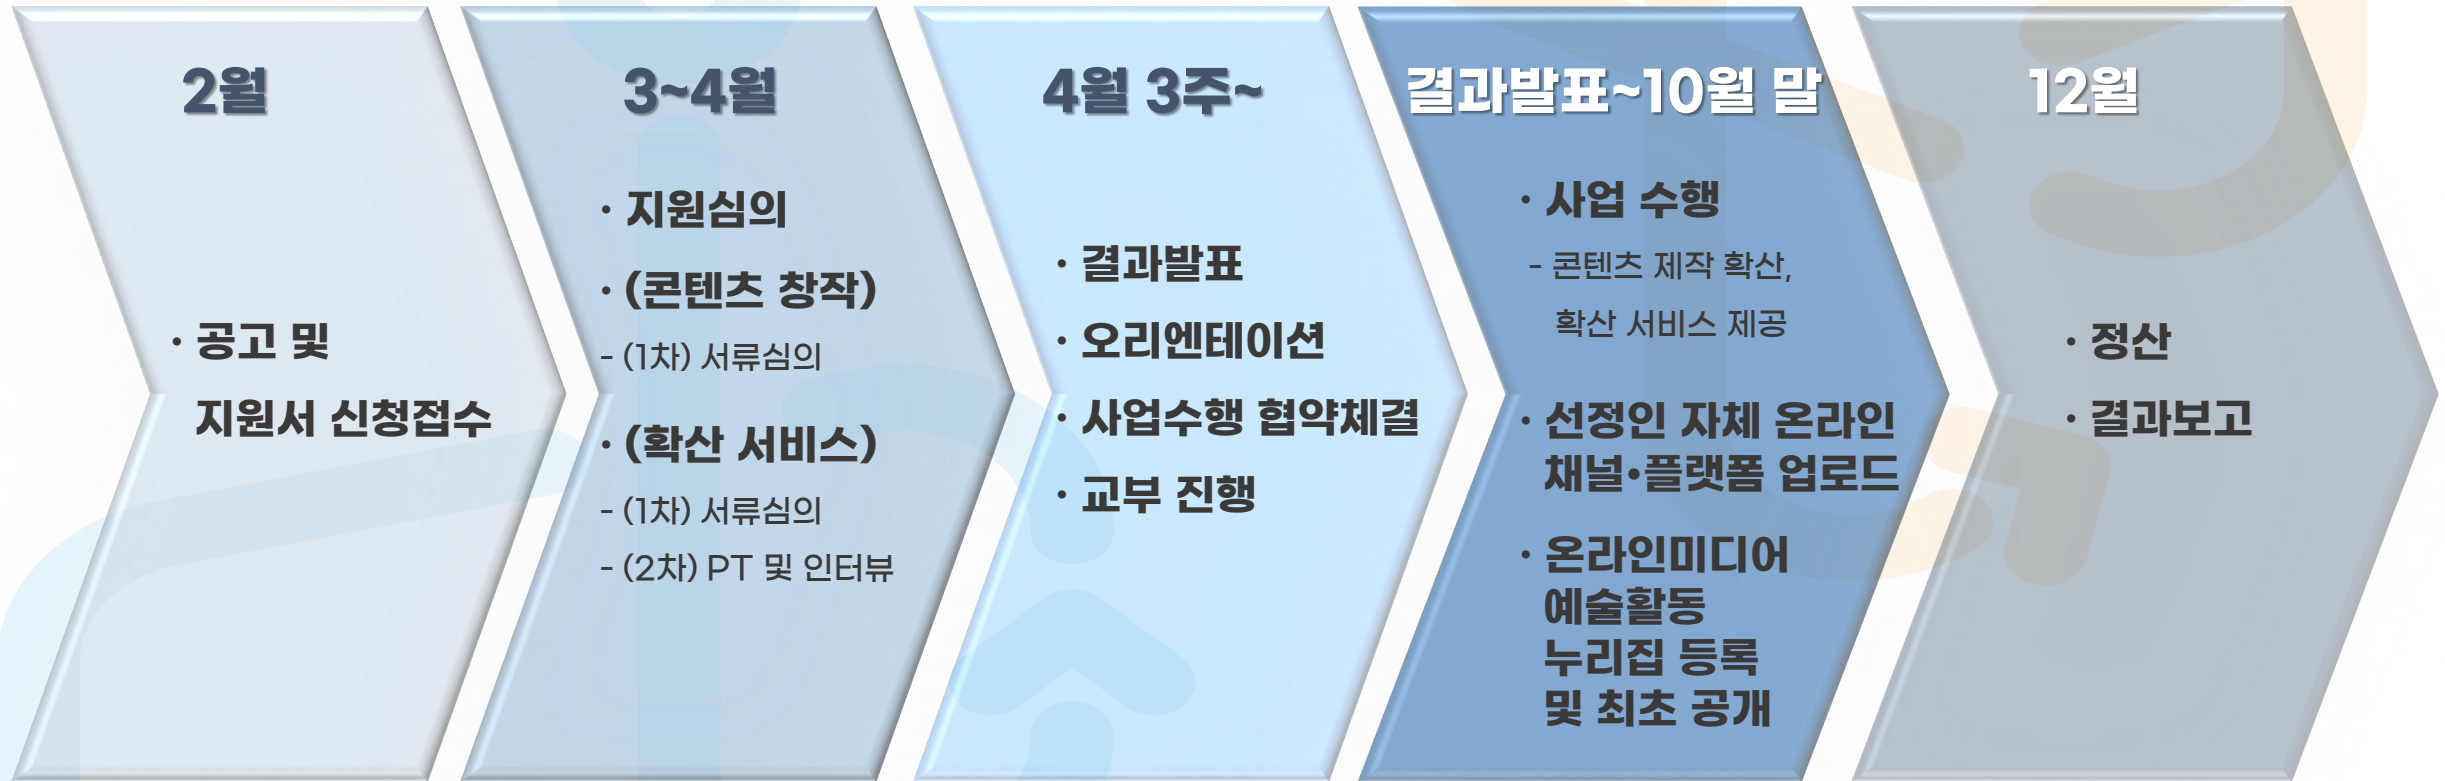 2월
· 공고 및
지원서 신청접수
3~4월
· 지원심의
· (콘텐츠 창작)
- (1차) 서류심의
· (확산 서비스)
- (1차) 서류심의
- (2차) PT 및 인터뷰
4월 3주~
· 결과발표
· 오리엔테이션
· 사업수행 협약체결
· 교부 진행
결과발표~10월 말
· 사업 수행
- 콘텐츠 제작 확산,
확산 서비스 제공
· 선정인 자체 온라인
채널•플랫폼 업로드
· 온라인미디어
예술활동
누리집 등록
및 최초 공개
12월
· 정산
· 결과보고